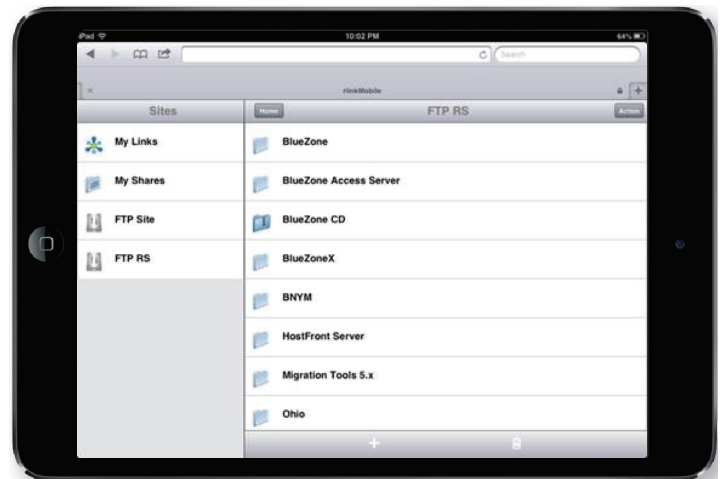 iPad
10:02 PM
64%
Search
rlinkMobile
Sites
Home
FTP RS
Action
My Links
My Shares
FTP Site
FTP RS
BlueZone
BlueZone Access Server
BlueZone CD
BlueZoneX
BNYM
HostFront Server
Migration Tools 5.x
Ohio